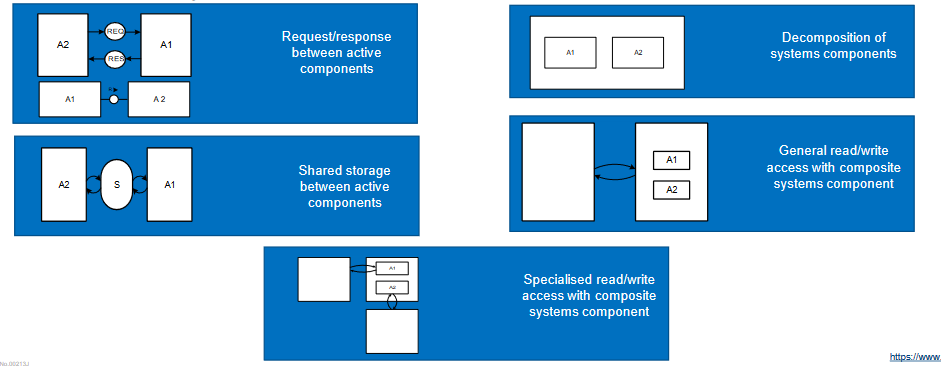 A2
REQ
A1
RES
A1
A 2
Request/response
between active
components
A1
A2
Decomposition of
systems components
A2
S
A1
Shared storage
between active
components
A1
A2
General read/write
access with composite
systems component
A1
A2
Specialised read/write
access with composite
systems component
https://www.